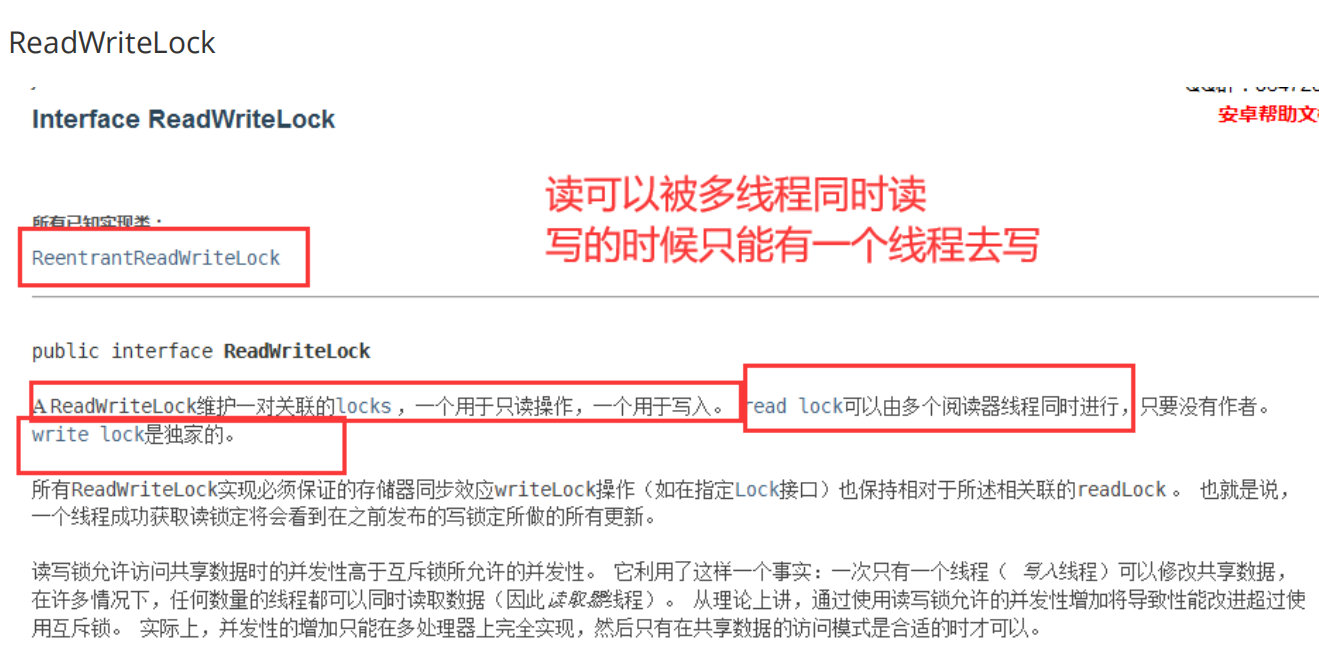 ReadWriteLock
Interface ReadWriteLock
安卓帮助文
读可以被多线程同时读
写的时候只能有一个线程去写
所有已知实现类：
ReentrantReadWriteLock
public interface ReadWriteLock
A ReadWriteLock维护一对关联的locks ，一个用于只读操作，一个用于写入。 read lock可以由多个阅读器线程同时进行，只要没有作者。
write lock是独家的。
所有ReadWriteLock实现必须保证的存储器同步效应writeLock操作（如在指定Lock接口）也保持相对于所述相关联的readLock 。 也就是说，
一个线程成功获取读锁定将会看到在之前发布的写锁定所做的所有更新。
读写锁允许访问共享数据时的并发性高于互斥锁所允许的并发性。 它利用了这样一个事实：一次只有一个线程（ 写入线程）可以修改共享数据，
在许多情况下，任何数量的线程都可以同时读取数据（因此读取器线程）。 从理论上讲，通过使用读写锁允许的并发性增加将导致性能改进超过使
用互斥锁。 实际上，并发性的增加只能在多处理器上完全实现，然后只有在共享数据的访问模式是合适的时才可以。